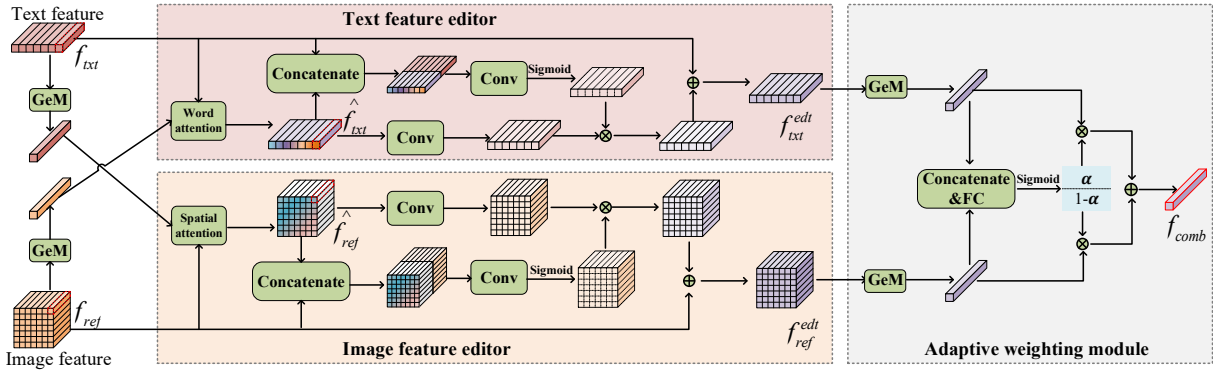 Text feature
f_txt
GeM
Text feature editor
Concatenate
Conv
Sigmoid
Word
attention
f̂_txt
Conv
f_txt^edt
GeM
Spatial
attention
f̂_ref
Conv
Concatenate
Conv
Sigmoid
GeM
f_ref
Image feature
Image feature editor
f_ref^edt
GeM
Concatenate
&FC
Sigmoid
α
1-α
f_comb
GeM
Adaptive weighting module